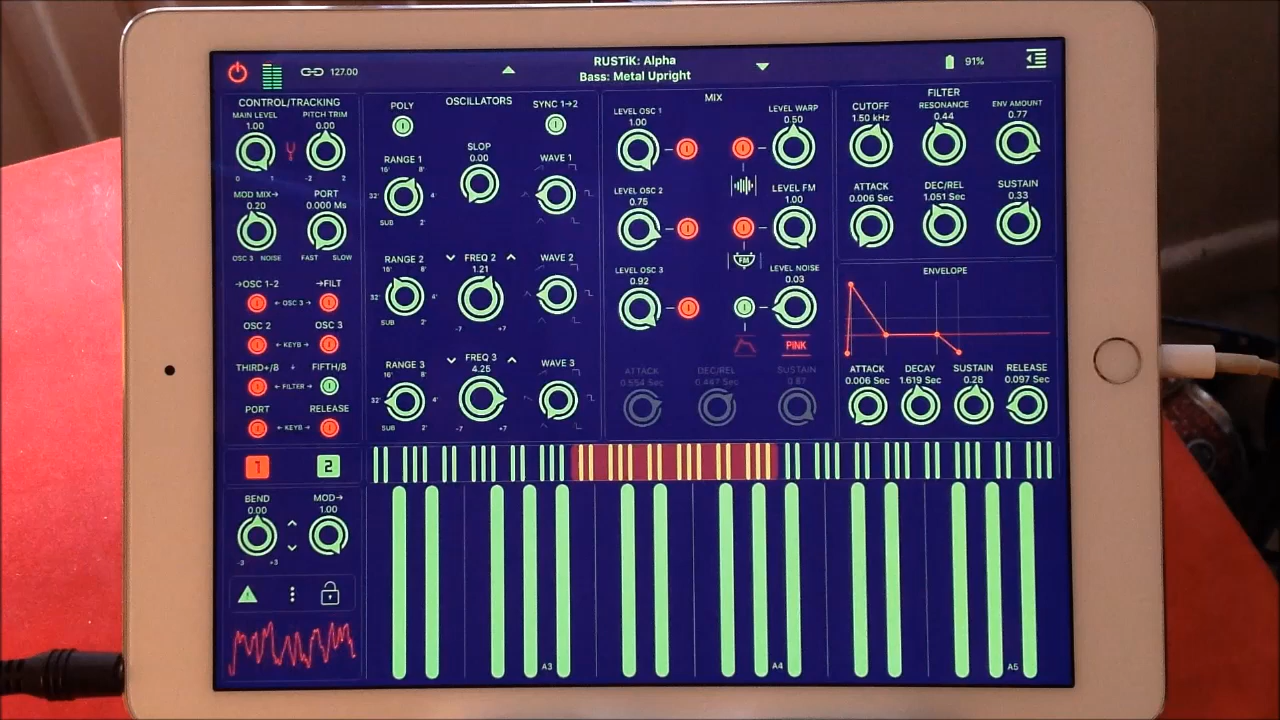 127.00
RUSTiK: Alpha
Bass: Metal Upright
91%
CONTROL/TRACKING
MAIN LEVEL
1.00
0 1
PITCH TRIM
0.00
-2 2
MOD MIX→
0.20
OSC 3 NOISE
PORT
0.000 Ms
FAST SLOW
→OSC 1-2 →FILT
← OSC 3 →
OSC 2 OSC 3
← KEYB →
THIRD+/8 + FIFTH/8
← FILTER →
PORT RELEASE
← KEYB →
1 2
BEND
0.00
-3 +3
MOD→
1.00
OSCILLATORS
POLY
SYNC 1→2
RANGE 1
16' 8'
32' 4'
SUB 2'
SLOP
0.00
WAVE 1
RANGE 2
16' 8'
32' 4'
SUB 2'
FREQ 2
1.21
-7 +7
WAVE 2
RANGE 3
16' 8'
32' 4'
SUB 2'
FREQ 3
4.25
-7 +7
WAVE 3
MIX
LEVEL OSC 1
1.00
LEVEL WARP
0.50
LEVEL OSC 2
0.75
LEVEL FM
1.00
FM
LEVEL OSC 3
0.92
LEVEL NOISE
0.03
PINK
ATTACK
0.554 Sec
DEC/REL
0.447 Sec
SUSTAIN
0.87
FILTER
CUTOFF
1.50 kHz
RESONANCE
0.44
ENV AMOUNT
0.77
ATTACK
0.006 Sec
DEC/REL
1.051 Sec
SUSTAIN
0.33
ENVELOPE
ATTACK
0.006 Sec
DECAY
1.619 Sec
SUSTAIN
0.28
RELEASE
0.097 Sec
A3 A4 A5